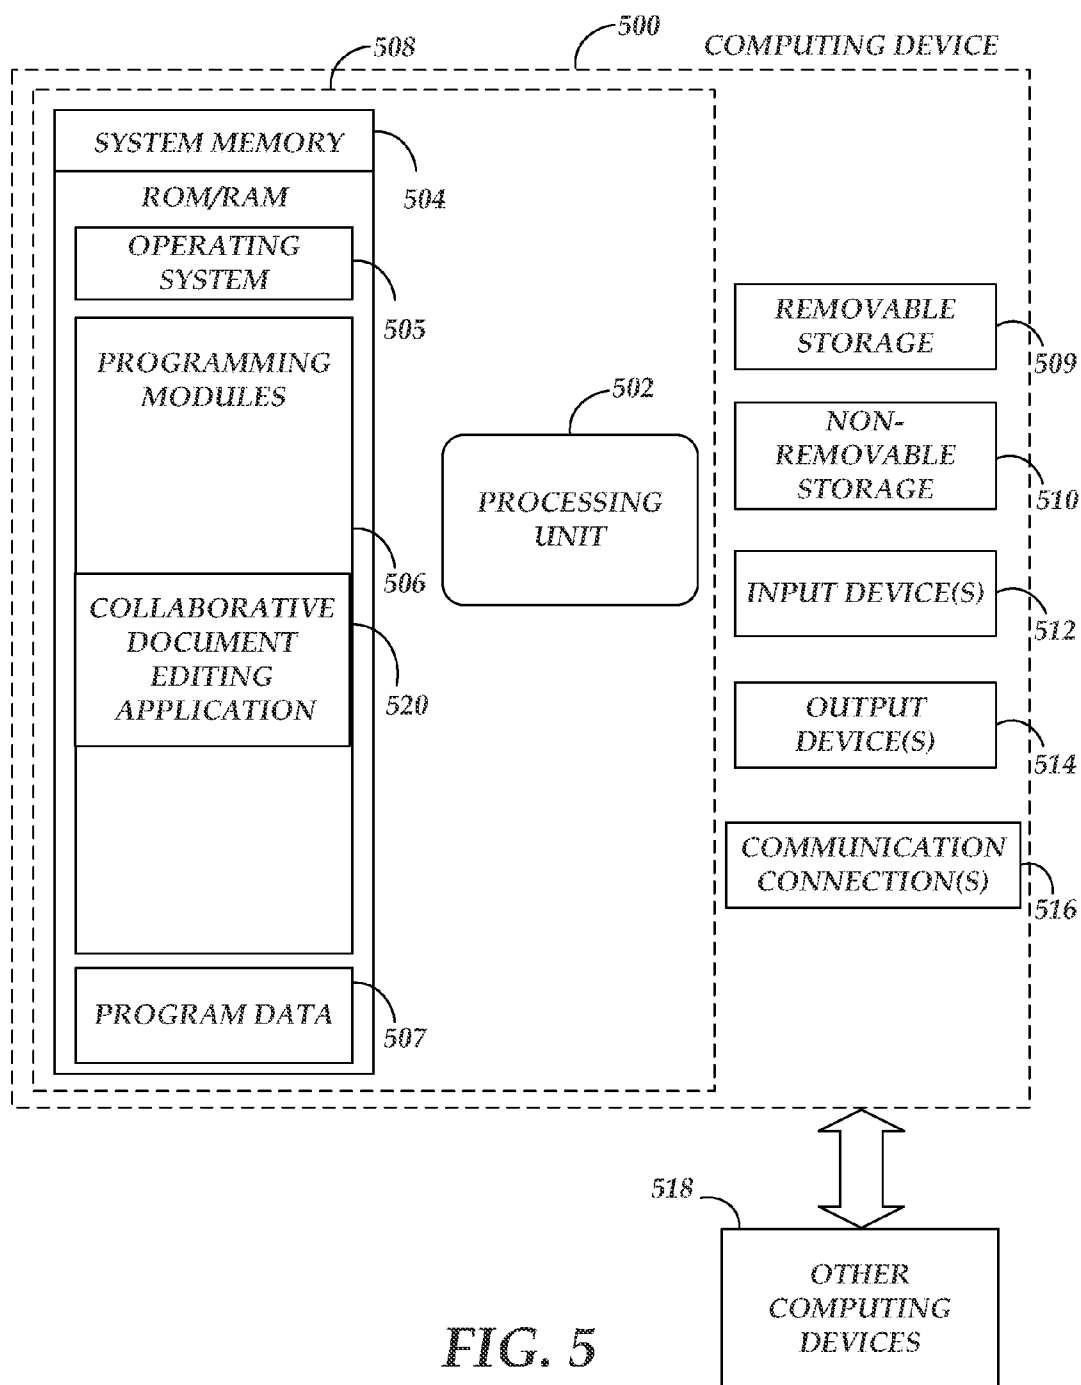 500
COMPUTING DEVICE
508
SYSTEM MEMORY
504
ROM/RAM
OPERATING
SYSTEM
505
PROGRAMMING
MODULES
506
COLLABORATIVE
DOCUMENT
EDITING
APPLICATION
520
PROGRAM DATA
507
502
PROCESSING
UNIT
REMOVABLE
STORAGE
509
NON-
REMOVABLE
STORAGE
510
INPUT DEVICE(S)
512
OUTPUT
DEVICE(S)
514
COMMUNICATION
CONNECTION(S)
516
518
OTHER
COMPUTING
DEVICES
FIG. 5